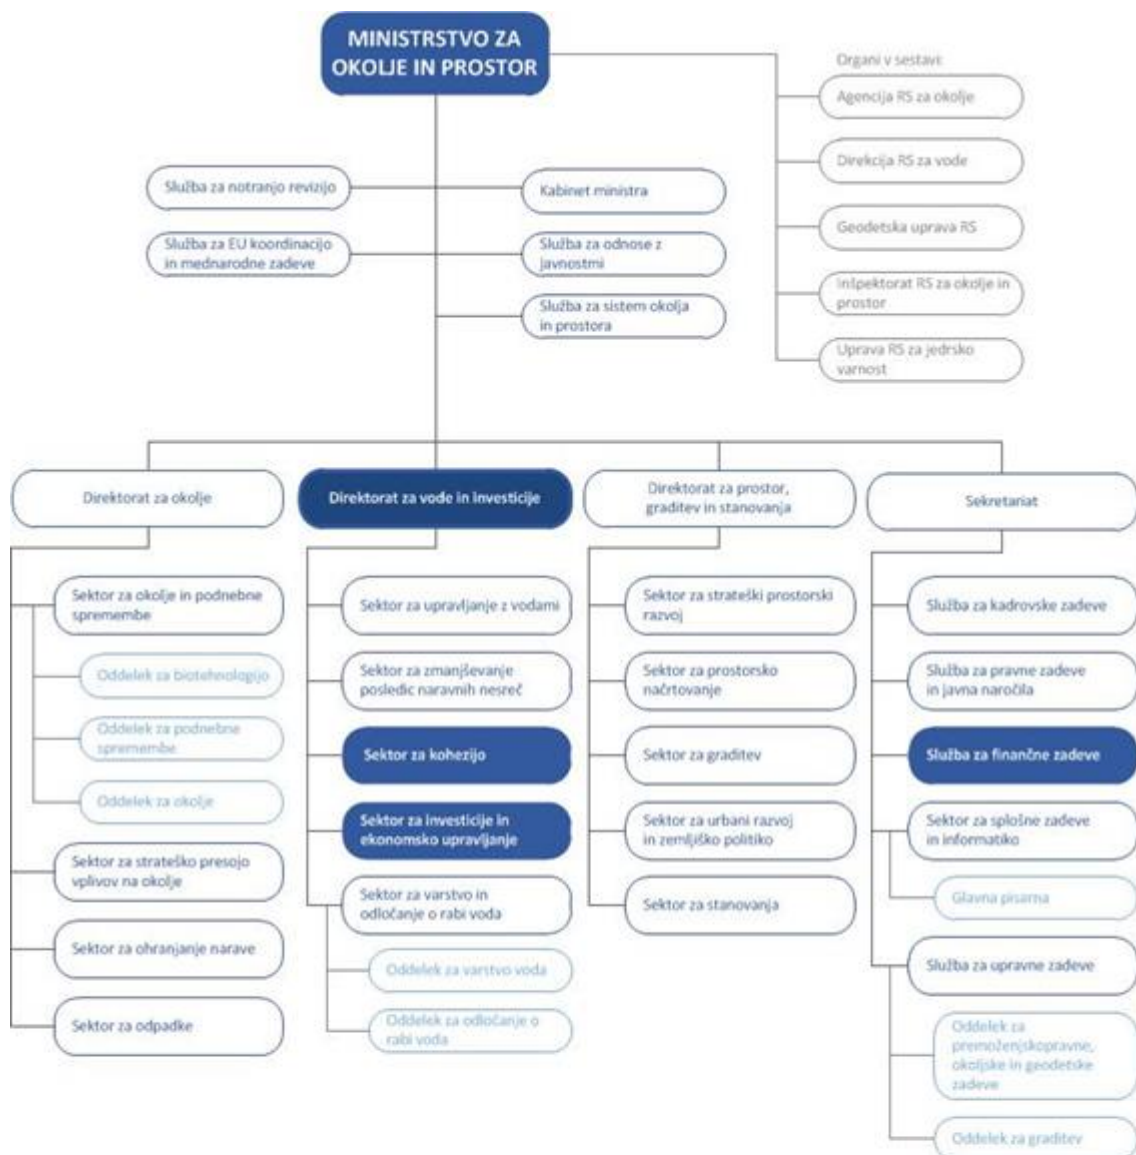 MINISTRSTVO ZA
OKOLJE IN PROSTOR
Organi v sestavi:
Agencija RS za okolje
Direkcija RS za vode
Geodetska uprava RS
Inšpektorat RS za okolje in
prostor
Uprava RS za jedrsko
varnost
Služba za notranjo revizijo
Kabinet ministra
Služba za EU koordinacijo
in mednarodne zadeve
Služba za odnose z
javnostmi
Služba za sistem okolja
in prostora
Direktorat za okolje
Sektor za okolje in podnebne
spremembe
Oddelek za biotehnologijo
Oddelek za podnebne
spremembe
Oddelek za okolje
Sektor za strateško presojo
vplivov na okolje
Sektor za ohranjanje narave
Sektor za odpadke
Direktorat za vode in investicije
Sektor za upravljanje z vodami
Sektor za zmanjševanje
posledic naravnih nesreč
Sektor za kohezijo
Sektor za investicije in
ekonomsko upravljanje
Sektor za varstvo in
odločanje o rabi voda
Oddelek za varstvo voda
Oddelek za odločanje o
rabi voda
Direktorat za prostor,
graditev in stanovanja
Sektor za strateški prostorski
razvoj
Sektor za prostorsko
načrtovanje
Sektor za graditev
Sektor za urbani razvoj
in zemljiško politiko
Sektor za stanovanja
Sekretariat
Služba za kadrovske zadeve
Služba za pravne zadeve
in javna naročila
Služba za finančne zadeve
Sektor za splošne zadeve
in informatiko
Glavna pisarna
Služba za upravne zadeve
Oddelek za
premoženjskopravne,
okoljske in geodetske
zadeve
Oddelek za graditev